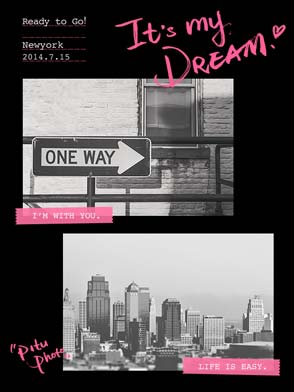 Ready to Go!
Newyork
2014.7.15
It's my
DREAM.
ONE WAY
I'M WITH YOU.
LIFE IS EASY.
"Pitu
photo